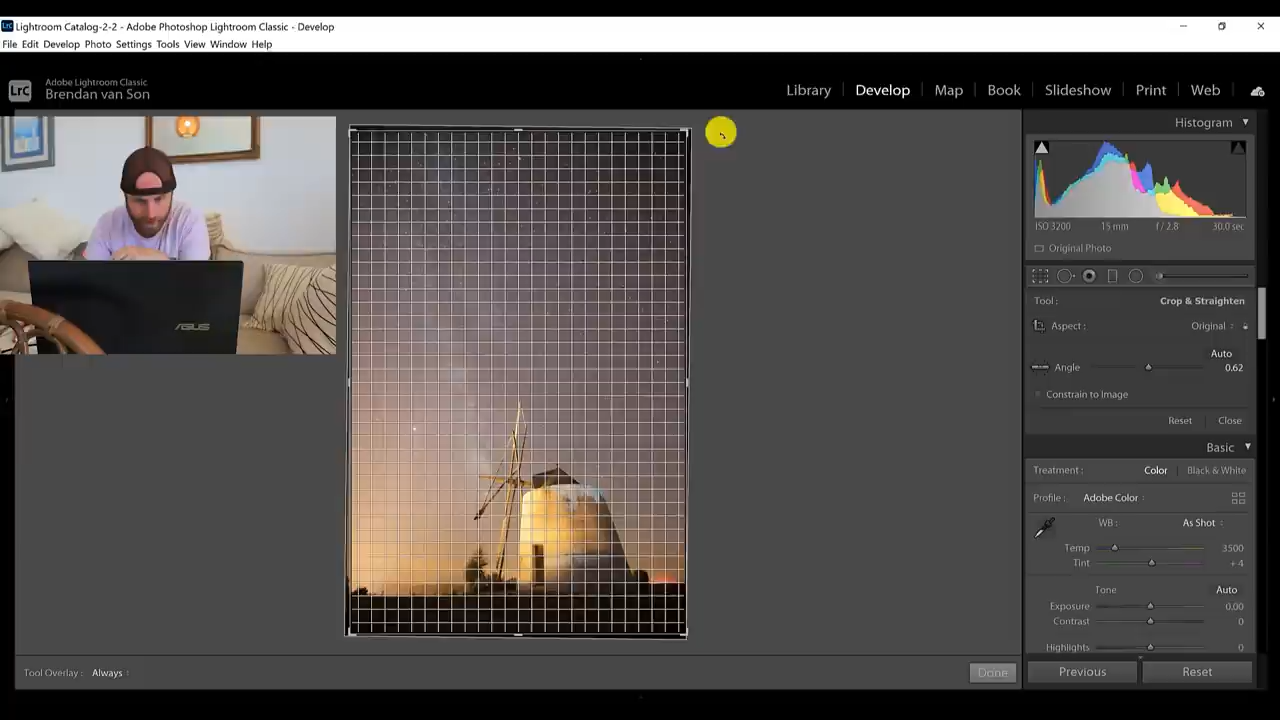 Lightroom Catalog-2-2 - Adobe Photoshop Lightroom Classic - Develop
File Edit Develop Photo Settings Tools View Window Help
LrC
Adobe Lightroom Classic
Brendan van Son
Library Develop Map Book Slideshow Print Web
Histogram
ISO 3200 15 mm f / 2.8 30.0 sec
Original Photo
Tool : Crop & Straighten
Aspect : Original
Auto
Angle 0.62
Constrain to Image
Reset Close
Basic
Treatment : Color Black & White
Profile : Adobe Color
WB : As Shot
Temp 3500
Tint + 4
Tone Auto
Exposure 0.00
Contrast 0
Highlights 0
Tool Overlay : Always
Done
Previous Reset
ASUS